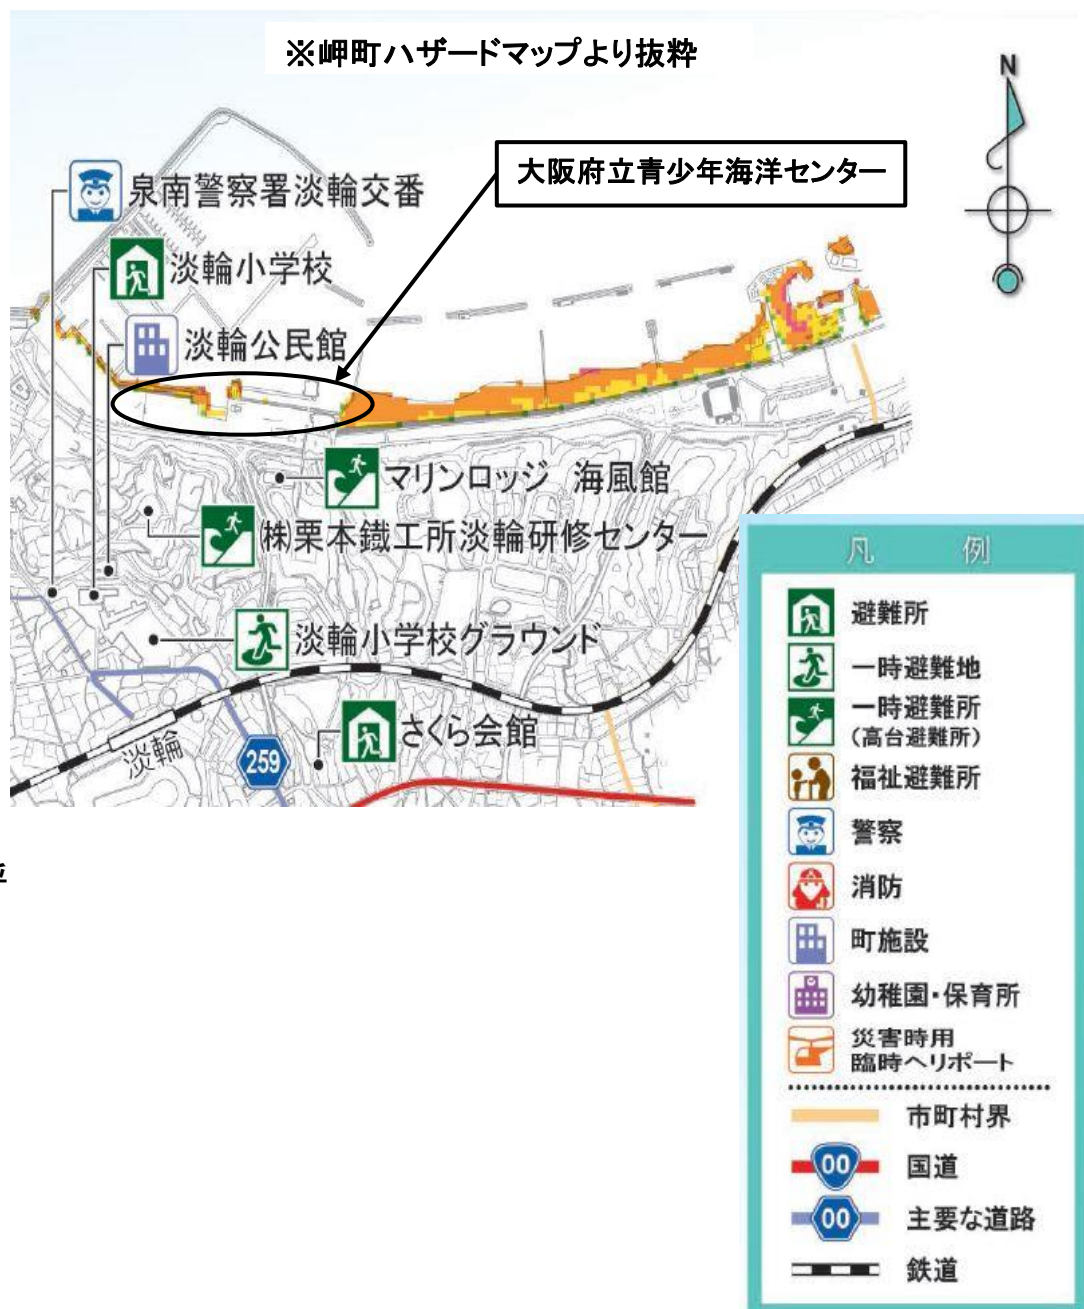 ※岬町ハザードマップより抜粋
N
大阪府立青少年海洋センター
泉南警察署淡輪交番
淡輪小学校
淡輪公民館
マリンロッジ 海風館
㈱栗本鐵工所淡輪研修センター
淡輪小学校グラウンド
さくら会館
淡輪
259
凡 例
避難所
一時避難地
一時避難所
(高台避難所)
福祉避難所
警察
消防
町施設
幼稚園・保育所
災害時用
臨時ヘリポート
市町村界
00 国道
00 主要な道路
鉄道